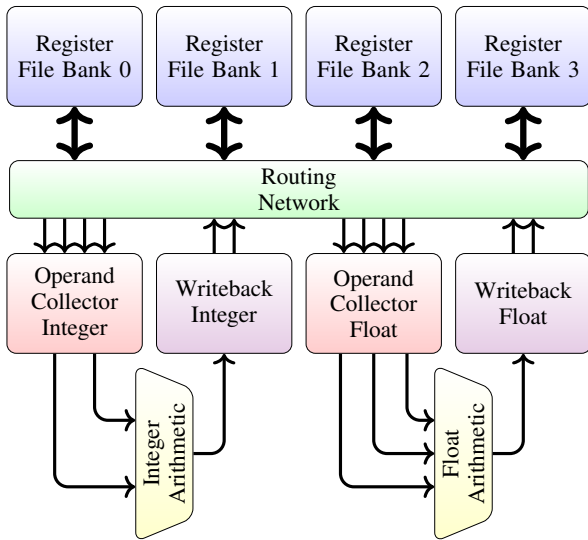 Register
File Bank 0
Register
File Bank 1
Register
File Bank 2
Register
File Bank 3
Routing
Network
Operand
Collector
Integer
Writeback
Integer
Operand
Collector
Float
Writeback
Float
Integer
Arithmetic
Float
Arithmetic